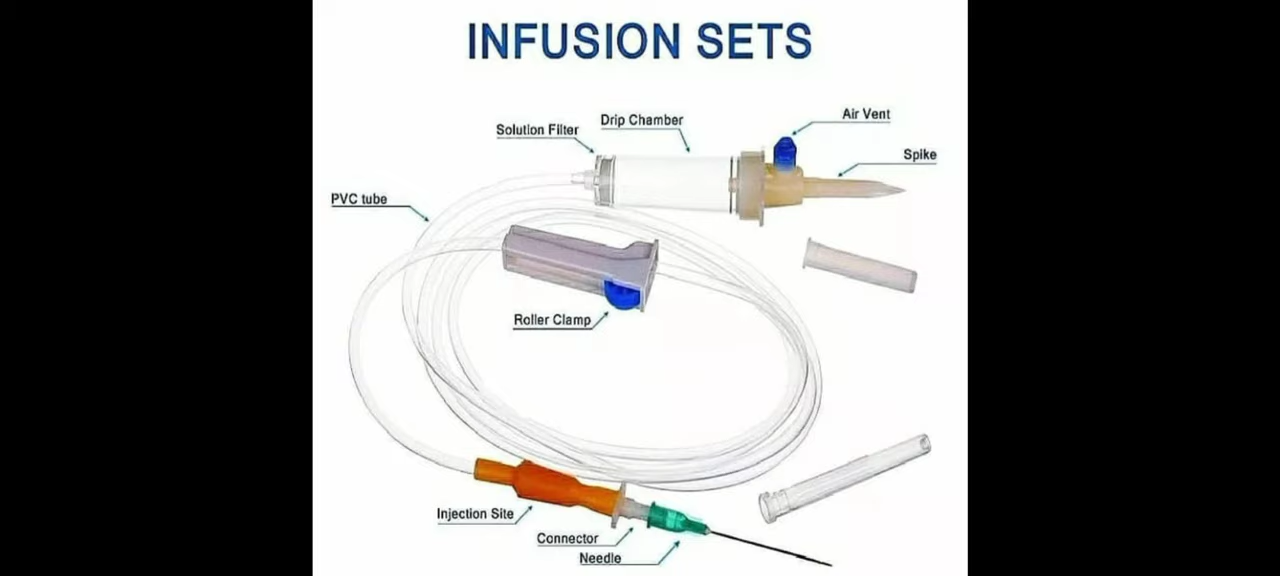 INFUSION SETS
Air Vent
Drip Chamber
Solution Filter
Spike
PVC tube
Roller Clamp
Injection Site
Connector
Needle